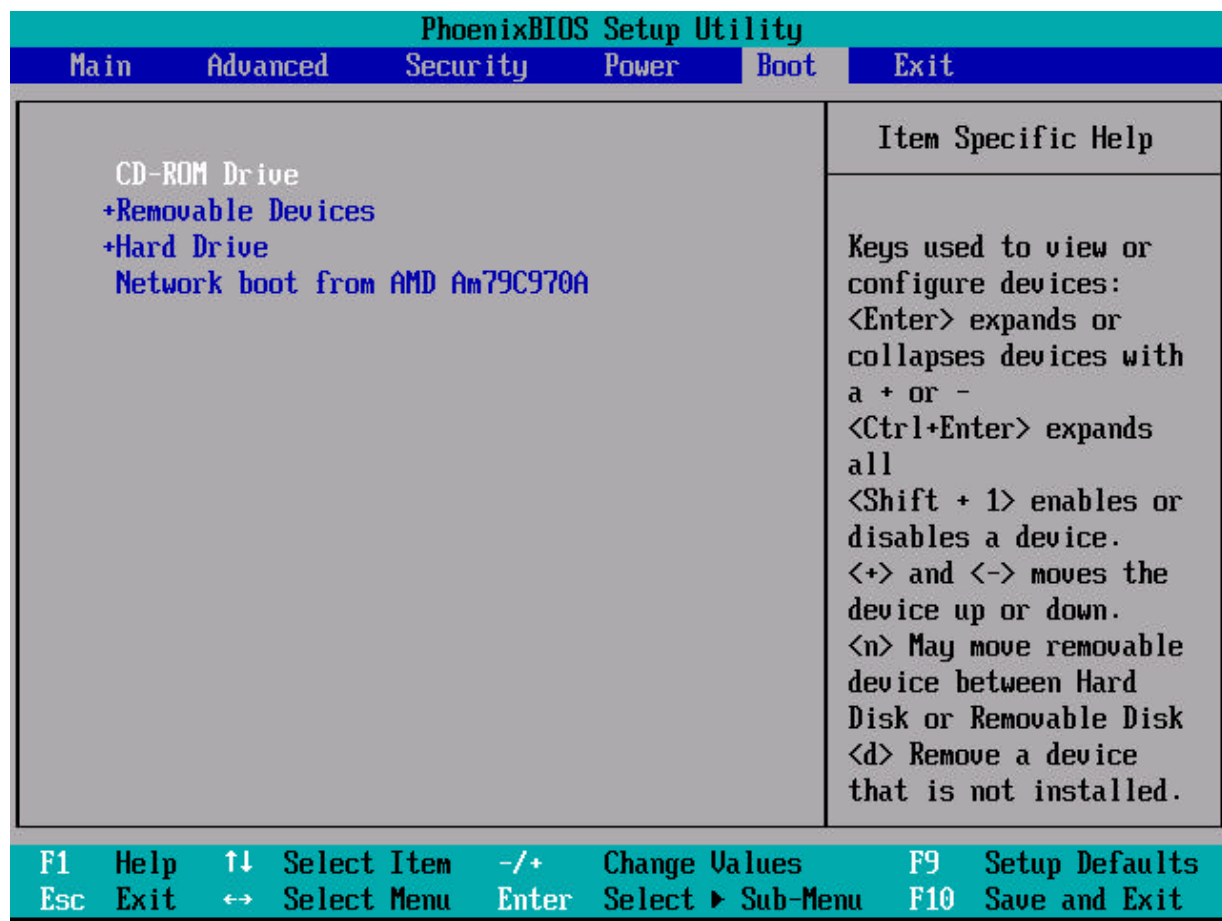 PhoenixBIOS Setup Utility
Main Advanced Security Power Boot Exit
CD-ROM Drive
+Removable Devices
+Hard Drive
Network boot from AMD Am79C970A
Item Specific Help
Keys used to view or
configure devices:
<Enter> expands or
collapses devices with
a + or -
<Ctrl+Enter> expands
all
<Shift + 1> enables or
disables a device.
<+> and <-> moves the
device up or down.
<n> May move removable
device between Hard
Disk or Removable Disk
<d> Remove a device
that is not installed.
F1 Help ↑↓ Select Item -/+ Change Values F9 Setup Defaults
Esc Exit ↔ Select Menu Enter Select ▶ Sub-Menu F10 Save and Exit